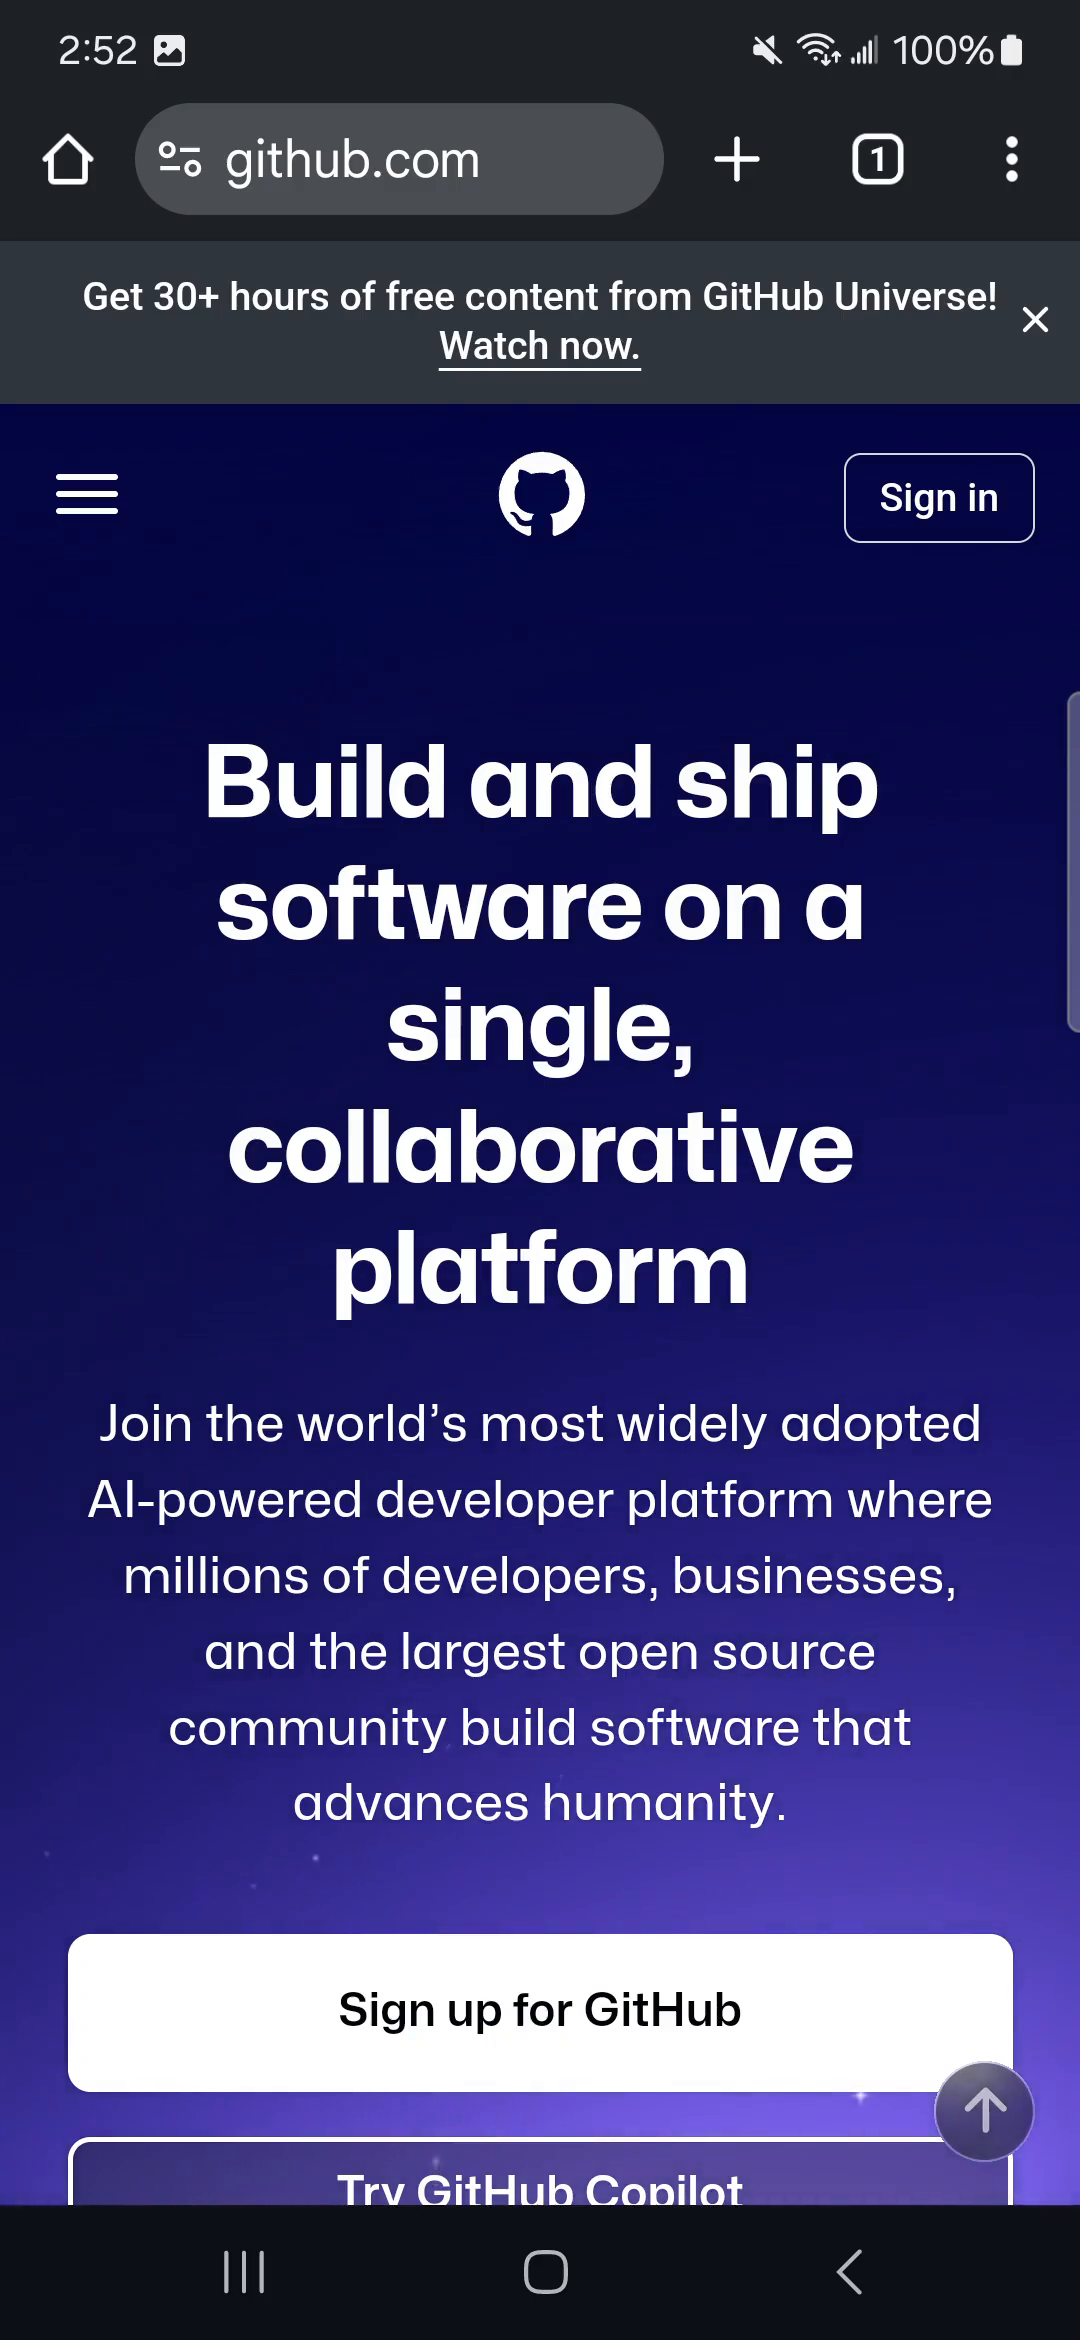 2:52 100%
github.com 1
Get 30+ hours of free content from GitHub Universe!
Watch now.
Sign in
Build and ship
software on a
single,
collaborative
platform
Join the world’s most widely adopted
AI-powered developer platform where
millions of developers, businesses,
and the largest open source
community build software that
advances humanity.
Sign up for GitHub
Try GitHub Copilot